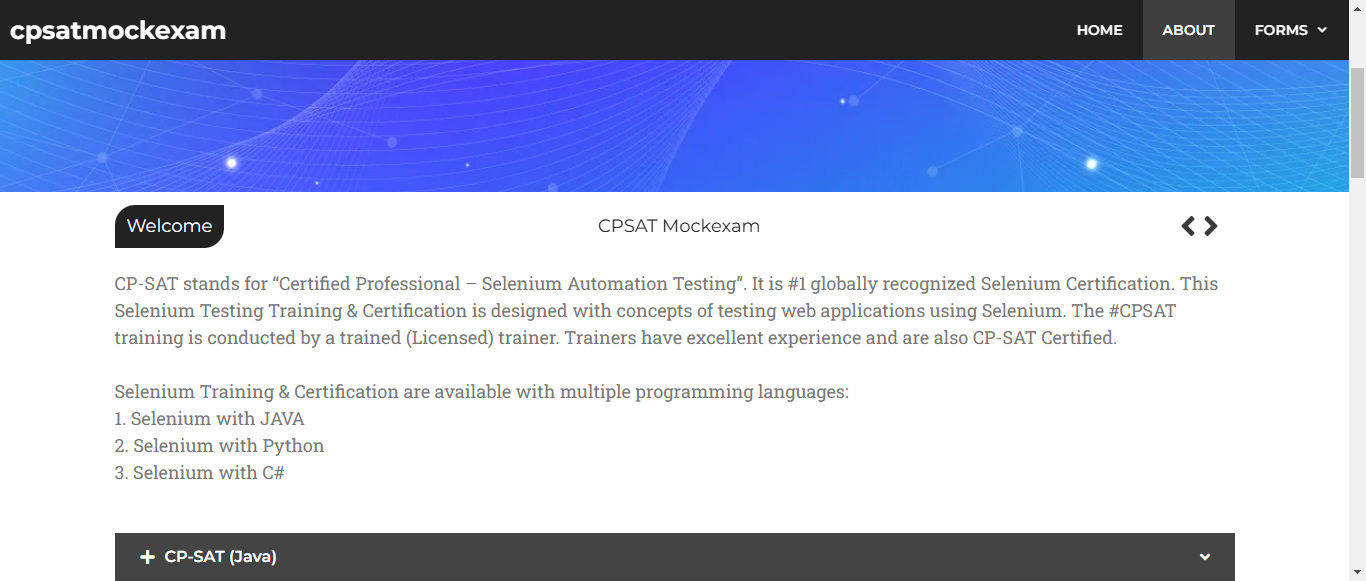 cpsatmockexam
HOME
ABOUT
FORMS
Welcome
CPSAT Mockexam
CP-SAT stands for “Certified Professional – Selenium Automation Testing”. It is #1 globally recognized Selenium Certification. This
Selenium Testing Training & Certification is designed with concepts of testing web applications using Selenium. The #CPSAT
training is conducted by a trained (Licensed) trainer. Trainers have excellent experience and are also CP-SAT Certified.
Selenium Training & Certification are available with multiple programming languages:
1. Selenium with JAVA
2. Selenium with Python
3. Selenium with C#
CP-SAT (Java)